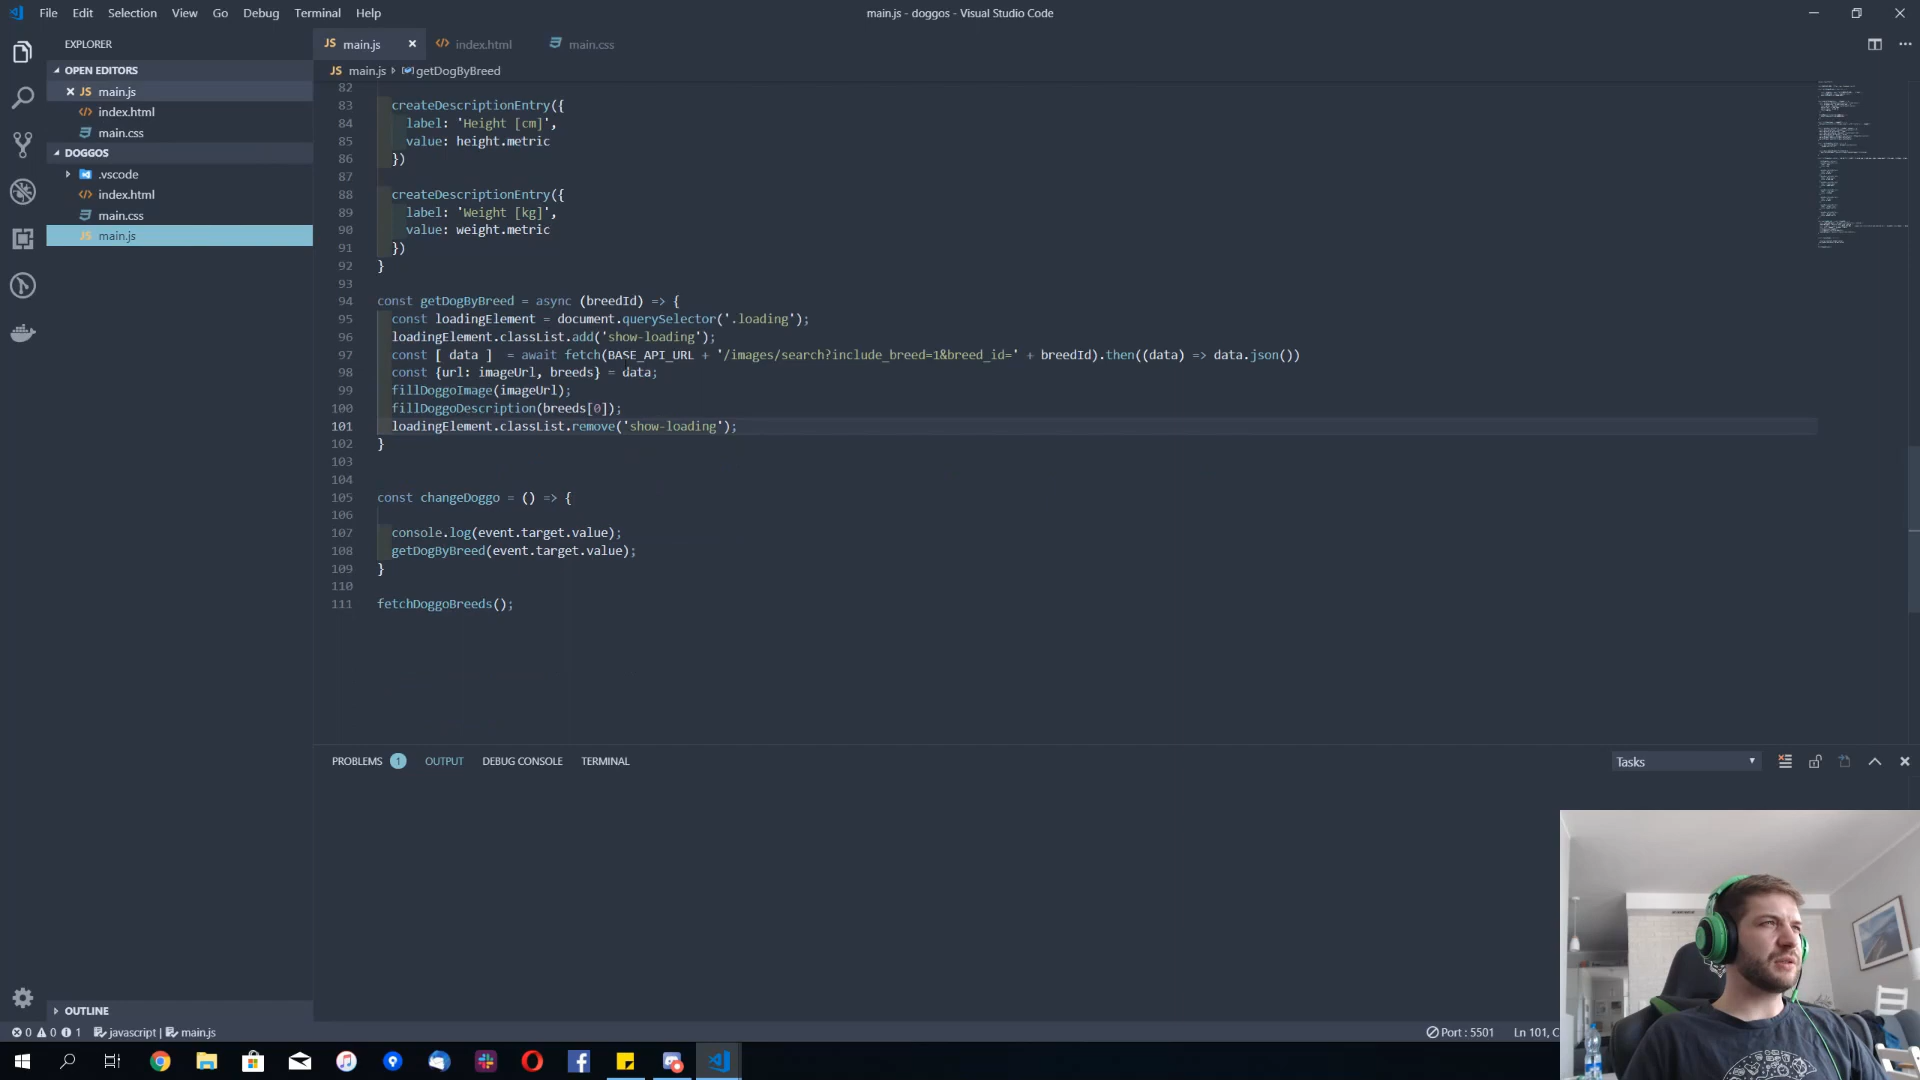 File Edit Selection View Go Debug Terminal Help
main.js - doggos - Visual Studio Code
EXPLORER
JS main.js × index.html main.css
OPEN EDITORS
JS main.js › getDogByBreed
× JS main.js
index.html
main.css
DOGGOS
.vscode
index.html
main.css
JS main.js
82
83 createDescriptionEntry({
84 label: 'Height [cm]',
85 value: height.metric
86 })
87
88 createDescriptionEntry({
89 label: 'Weight [kg]',
90 value: weight.metric
91 })
92 }
93
94 const getDogByBreed = async (breedId) => {
95 const loadingElement = document.querySelector('.loading');
96 loadingElement.classList.add('show-loading');
97 const [ data ] = await fetch(BASE_API_URL + '/images/search?include_breed=1&breed_id=' + breedId).then((data) => data.json())
98 const {url: imageUrl, breeds} = data;
99 fillDoggoImage(imageUrl);
100 fillDoggoDescription(breeds[0]);
101 loadingElement.classList.remove('show-loading');
102 }
103
104
105 const changeDoggo = () => {
106
107 console.log(event.target.value);
108 getDogByBreed(event.target.value);
109 }
110
111 fetchDoggoBreeds();
PROBLEMS 1 OUTPUT DEBUG CONSOLE TERMINAL
Tasks
OUTLINE
0 0 1 javascript | main.js
Port : 5501 Ln 101, C